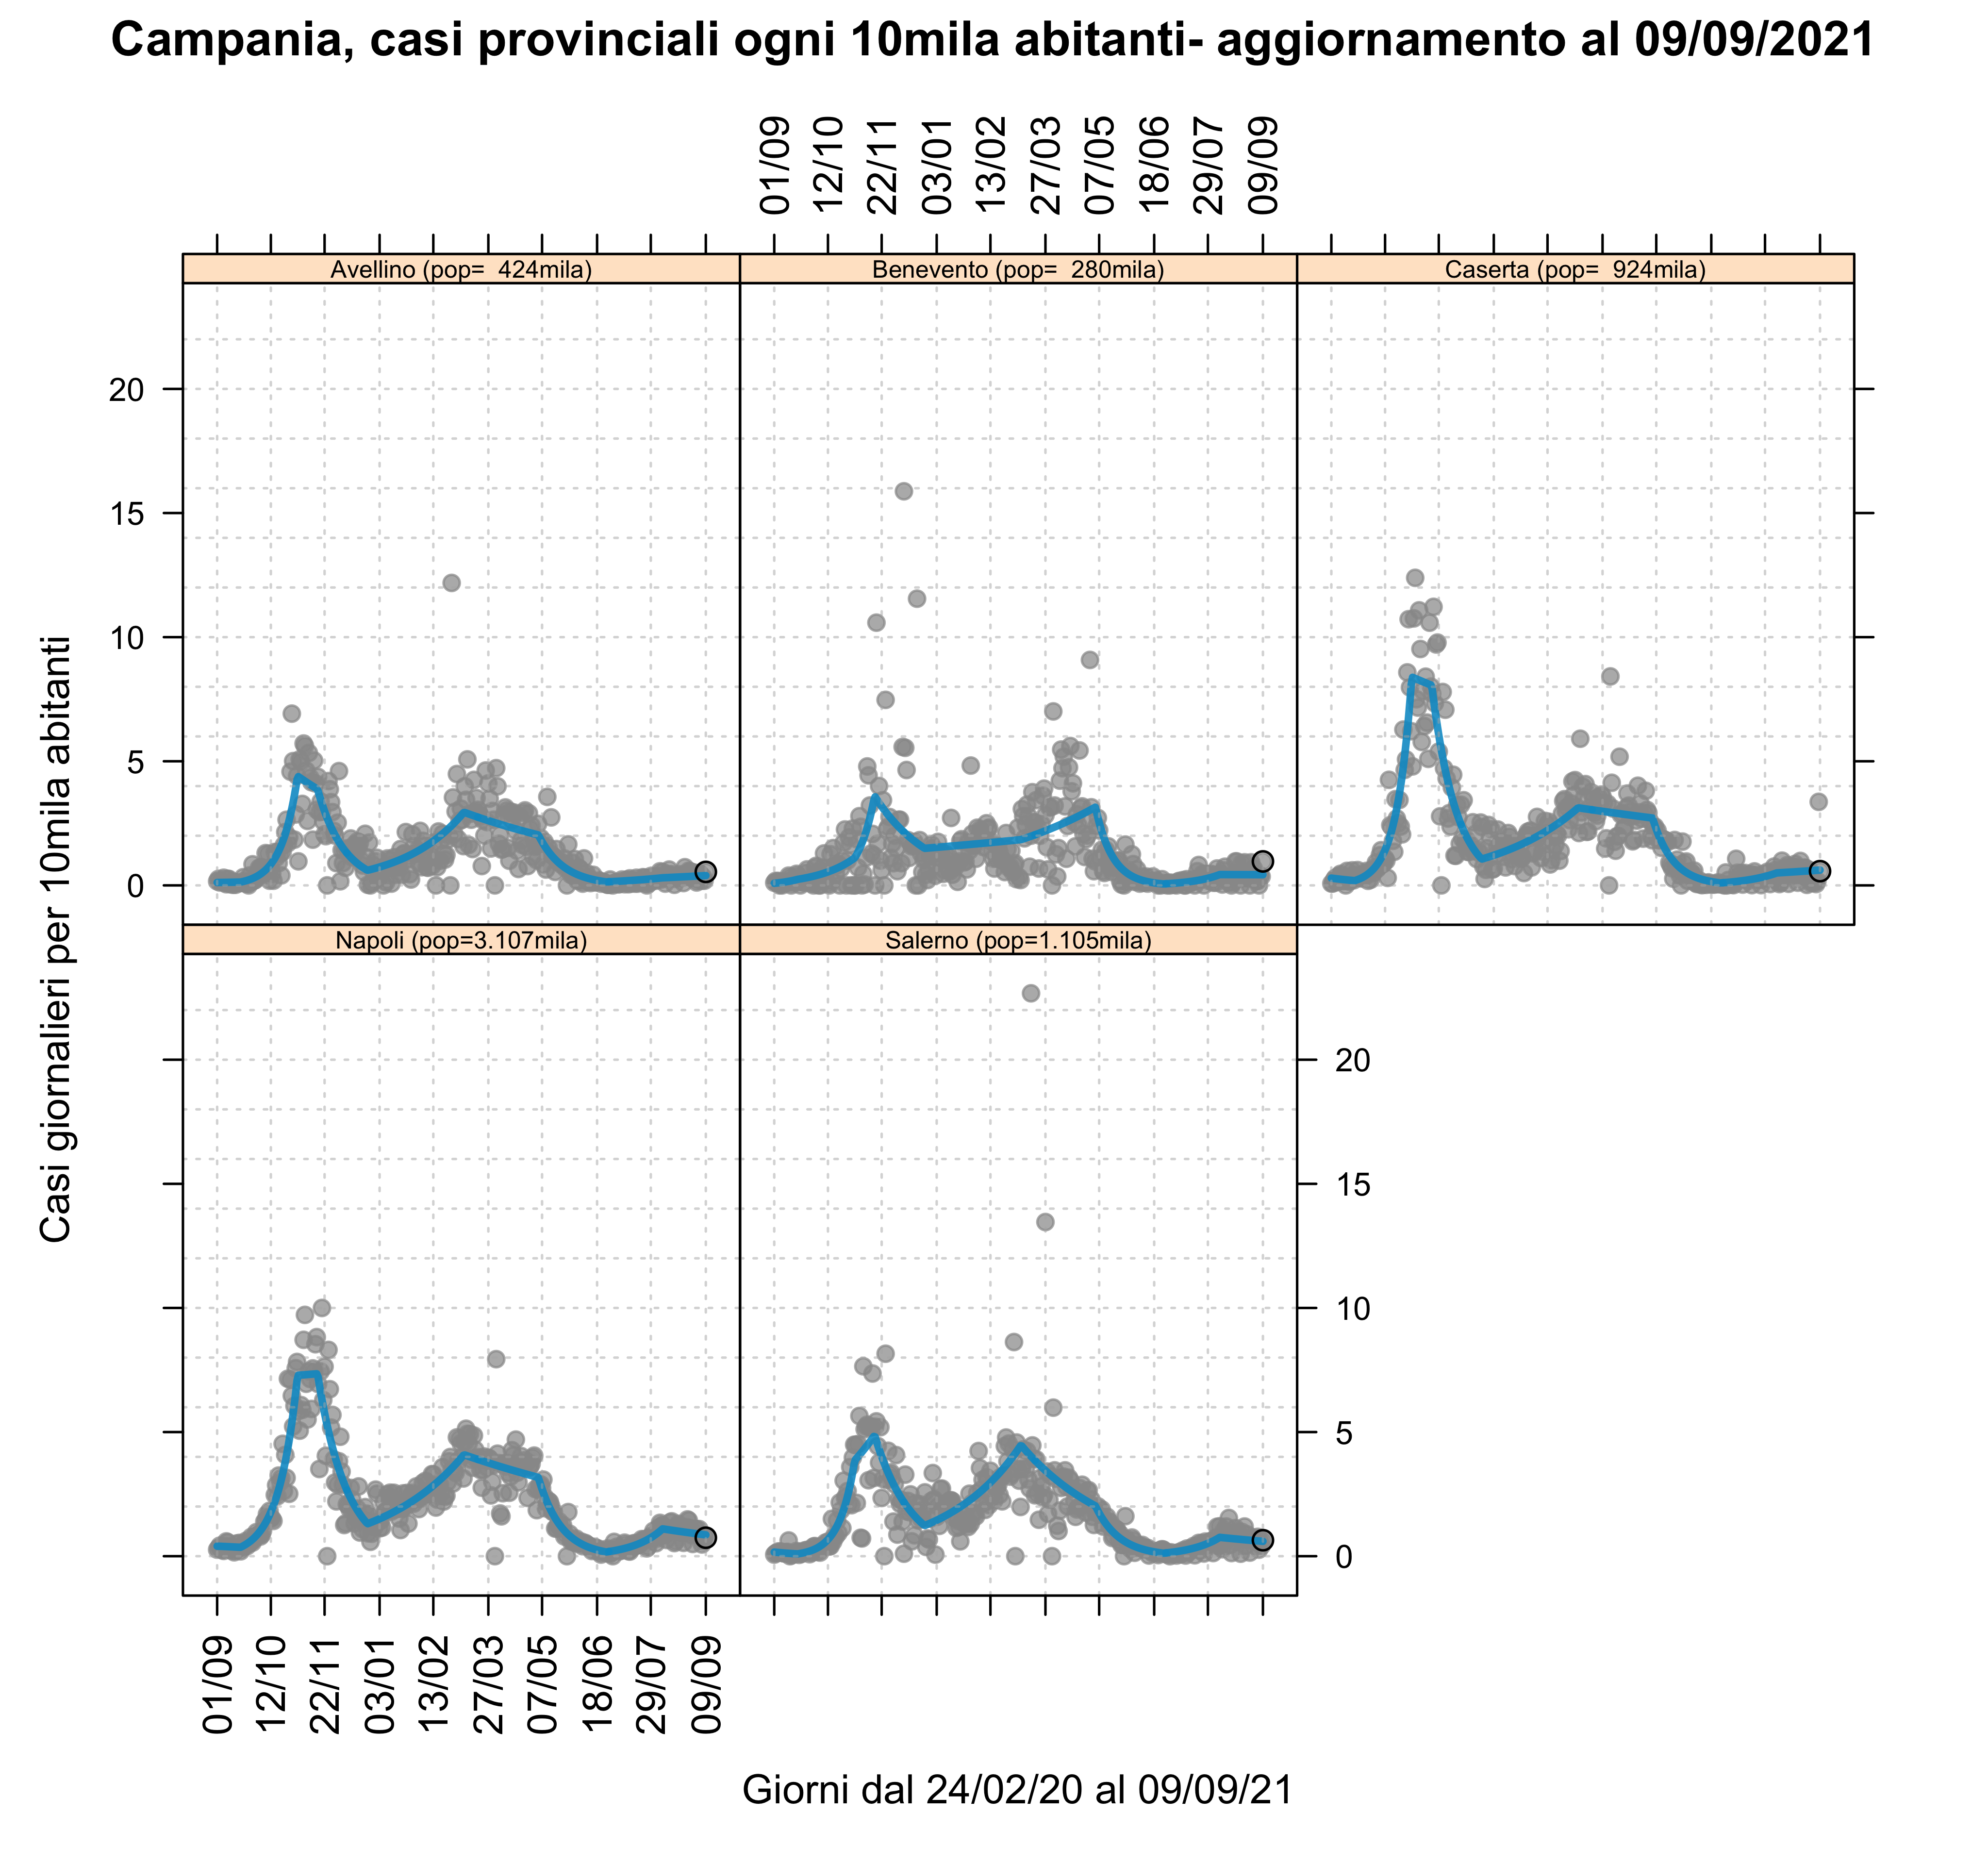 Campania, casi provinciali ogni 10mila abitanti- aggiornamento al 09/09/2021
01/09 12/10 22/11 03/01 13/02 27/03 07/05 18/06 29/07 09/09
Avellino (pop=  424mila)
Benevento (pop=  280mila)
Caserta (pop=  924mila)
20
15
10
5
0
Casi giornalieri per 10mila abitanti
Napoli (pop=3.107mila)
Salerno (pop=1.105mila)
20
15
10
5
0
01/09 12/10 22/11 03/01 13/02 27/03 07/05 18/06 29/07 09/09
Giorni dal 24/02/20 al 09/09/21